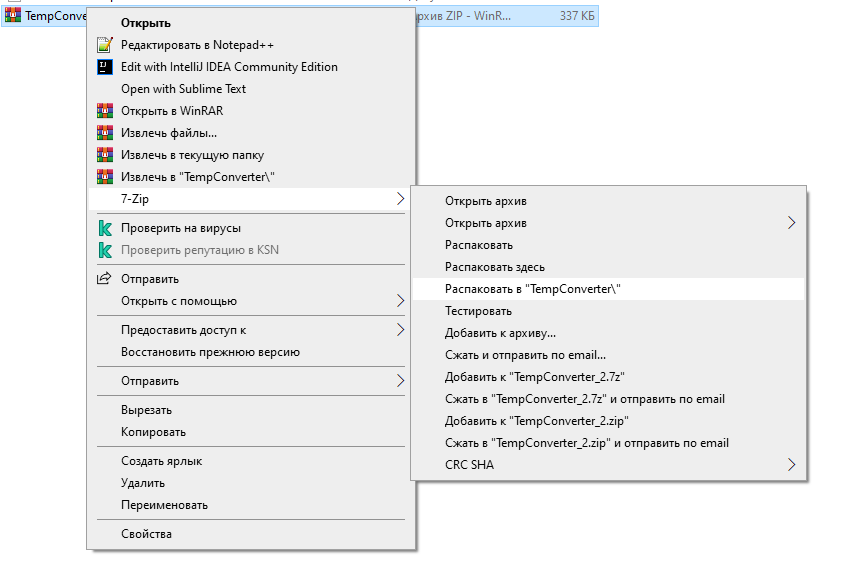 TempConve
рхив ZIP - WinR...
337 КБ
Открыть
Редактировать в Notepad++
Edit with IntelliJ IDEA Community Edition
Open with Sublime Text
Открыть в WinRAR
Извлечь файлы...
Извлечь в текущую папку
Извлечь в "TempConverter\"
7-Zip
Проверить на вирусы
Проверить репутацию в KSN
Отправить
Открыть с помощью
Предоставить доступ к
Восстановить прежнюю версию
Отправить
Вырезать
Копировать
Создать ярлык
Удалить
Переименовать
Свойства
Открыть архив
Открыть архив
Распаковать
Распаковать здесь
Распаковать в "TempConverter\"
Тестировать
Добавить к архиву...
Сжать и отправить по email...
Добавить к "TempConverter_2.7z"
Сжать в "TempConverter_2.7z" и отправить по email
Добавить к "TempConverter_2.zip"
Сжать в "TempConverter_2.zip" и отправить по email
CRC SHA